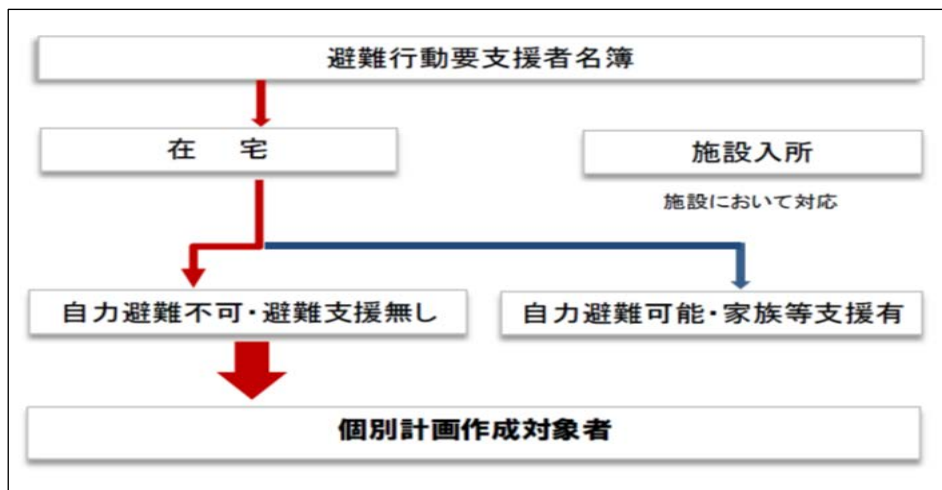 避難行動要支援者名簿
在　宅
施設入所
施設において対応
自力避難不可・避難支援無し
自力避難可能・家族等支援有
個別計画作成対象者